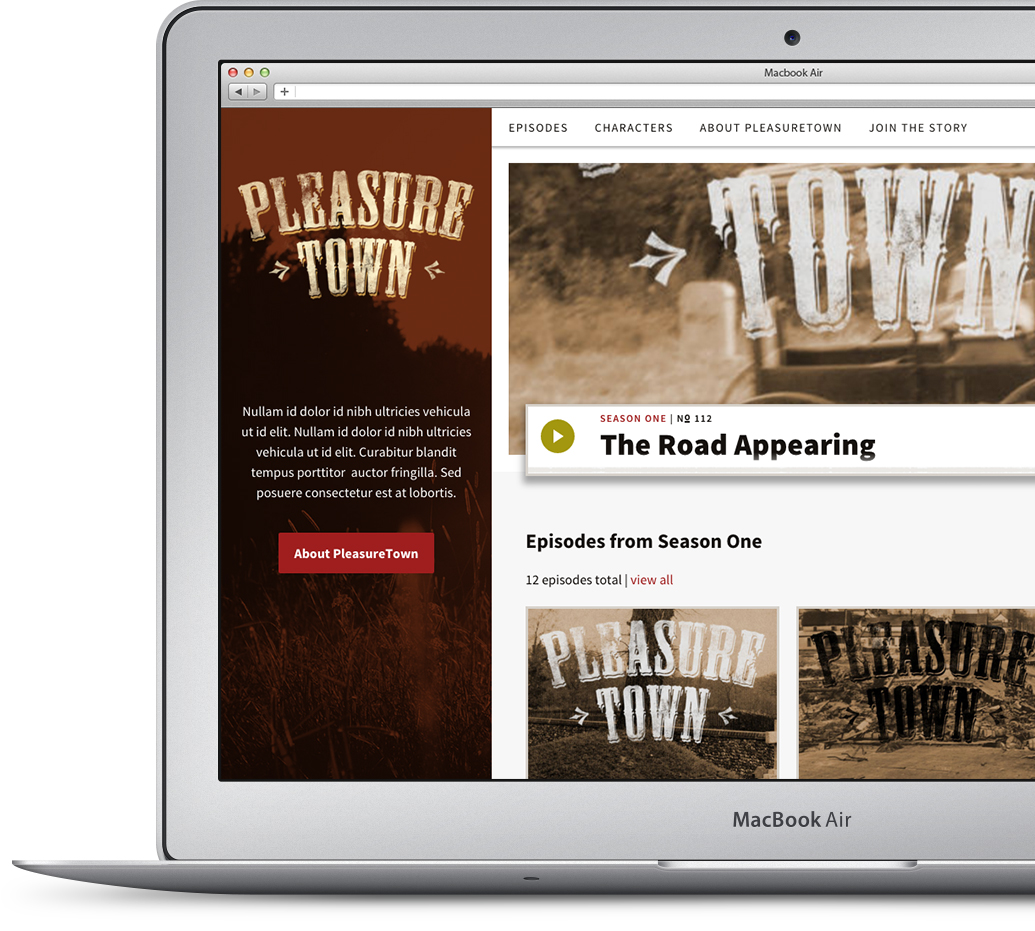 Macbook Air
EPISODES CHARACTERS ABOUT PLEASURETOWN JOIN THE STORY
PLEASURE
TOWN
Nullam id dolor id nibh ultricies vehicula
ut id elit. Nullam id dolor id nibh ultricies
vehicula ut id elit. Curabitur blandit
tempus porttitor auctor fringilla. Sed
posuere consectetur est at lobortis.
About PleasureTown
TOWN
SEASON ONE | Nº 112
The Road Appearing
Episodes from Season One
12 episodes total | view all
PLEASURE
TOWN
PLEASURE
TOWN
MacBook Air